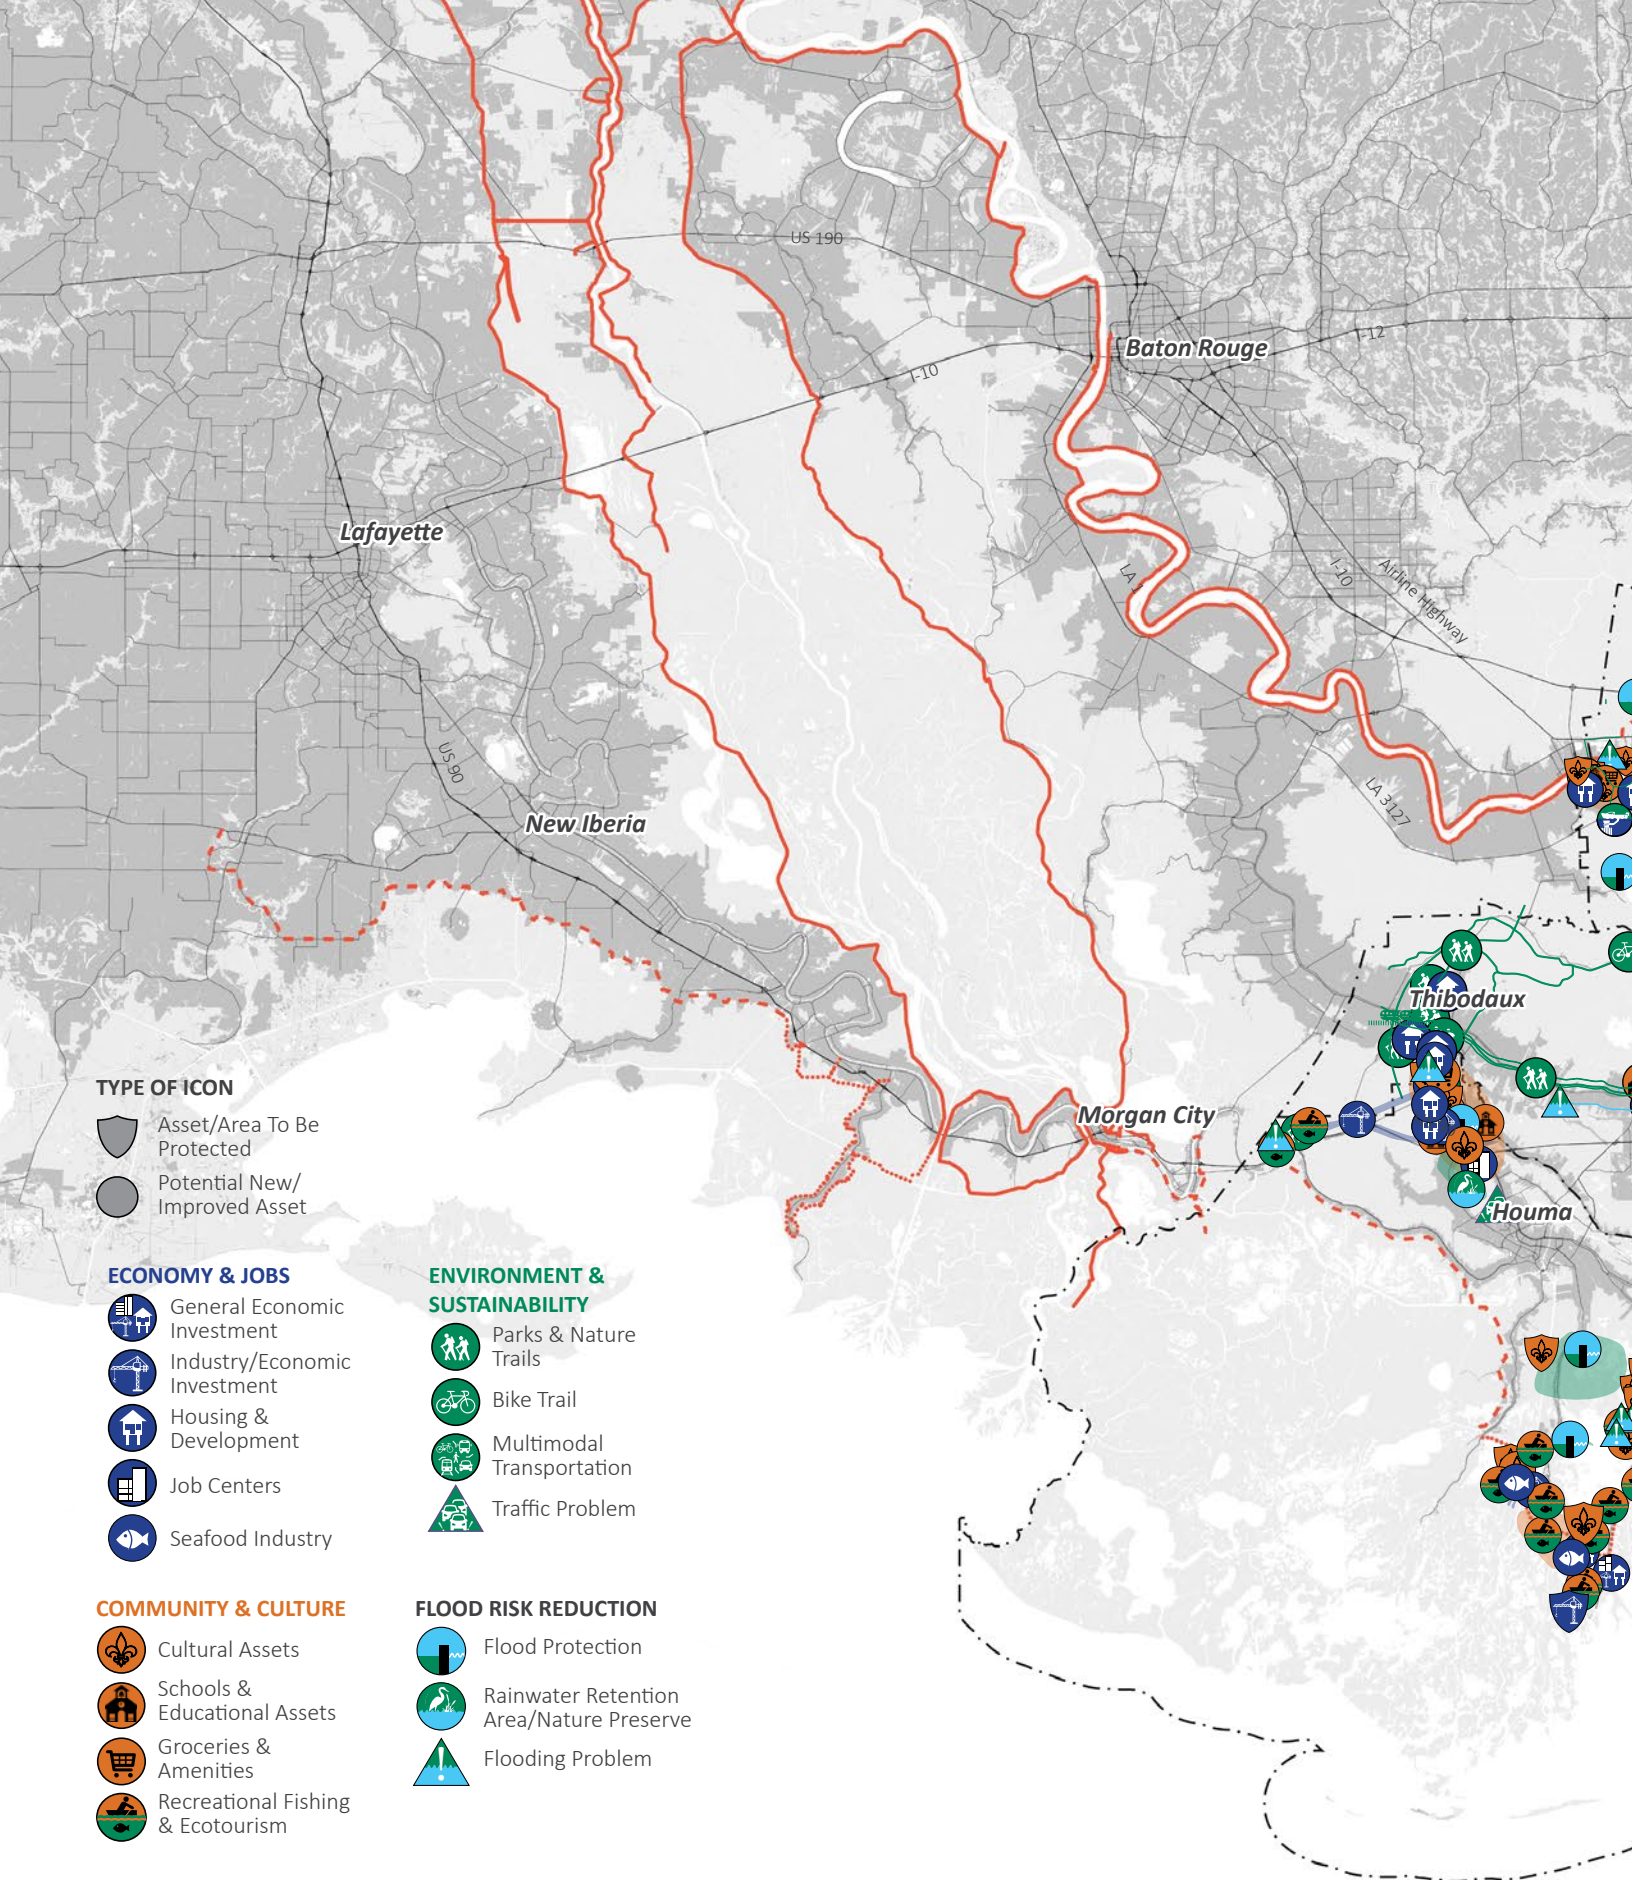 US 190
I-12
Baton Rouge
I-10
Lafayette
LA 1
I-10
Airline Highway
US 90
LA 3127
New Iberia
Thibodaux
Morgan City
Houma
TYPE OF ICON
Asset/Area To Be
Protected
Potential New/
Improved Asset
ECONOMY & JOBS
General Economic
Investment
Industry/Economic
Investment
Housing &
Development
Job Centers
Seafood Industry
ENVIRONMENT &
SUSTAINABILITY
Parks & Nature
Trails
Bike Trail
Multimodal
Transportation
Traffic Problem
COMMUNITY & CULTURE
Cultural Assets
Schools &
Educational Assets
Groceries &
Amenities
Recreational Fishing
& Ecotourism
FLOOD RISK REDUCTION
Flood Protection
Rainwater Retention
Area/Nature Preserve
Flooding Problem